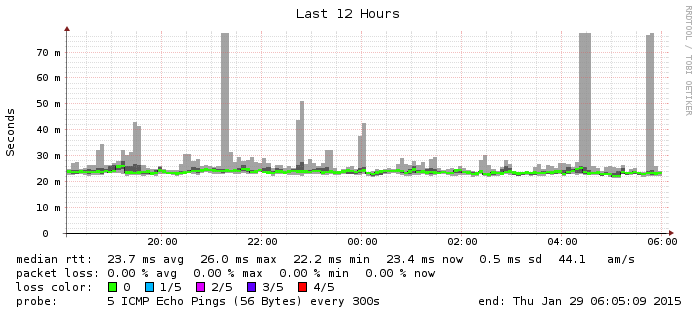 Last 12 Hours
RRDTOOL / TOBI OETIKER
Seconds
70 m
60 m
50 m
40 m
30 m
20 m
10 m
0
20:00 22:00 00:00 02:00 04:00 06:00
median rtt: 23.7 ms avg 26.0 ms max 22.2 ms min 23.4 ms now 0.5 ms sd 44.1 am/s
packet loss: 0.00 % avg 0.00 % max 0.00 % min 0.00 % now
loss color: 0 1/5 2/5 3/5 4/5
probe: 5 ICMP Echo Pings (56 Bytes) every 300s end: Thu Jan 29 06:05:09 2015